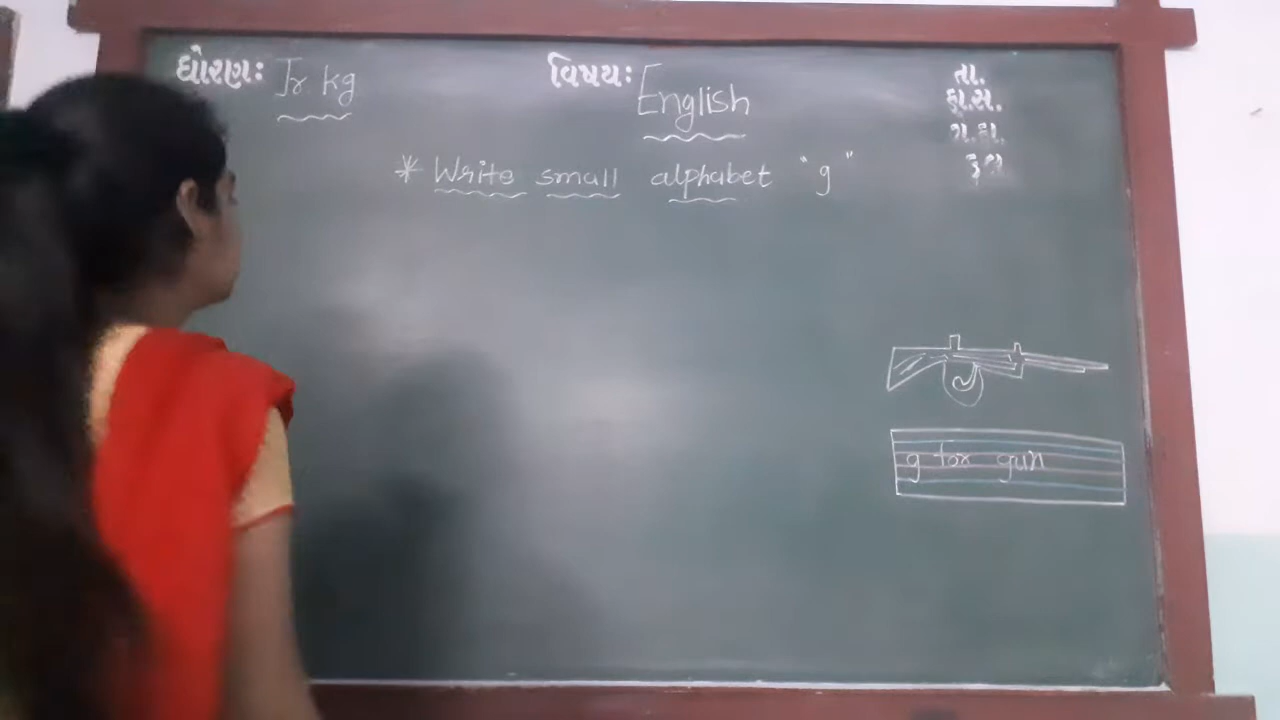 ધોરણ: Jr kg
વિષય: English
તા.
હા.સ.
ગ.હા.
કુલ
* Write small alphabet "g"
g for gun